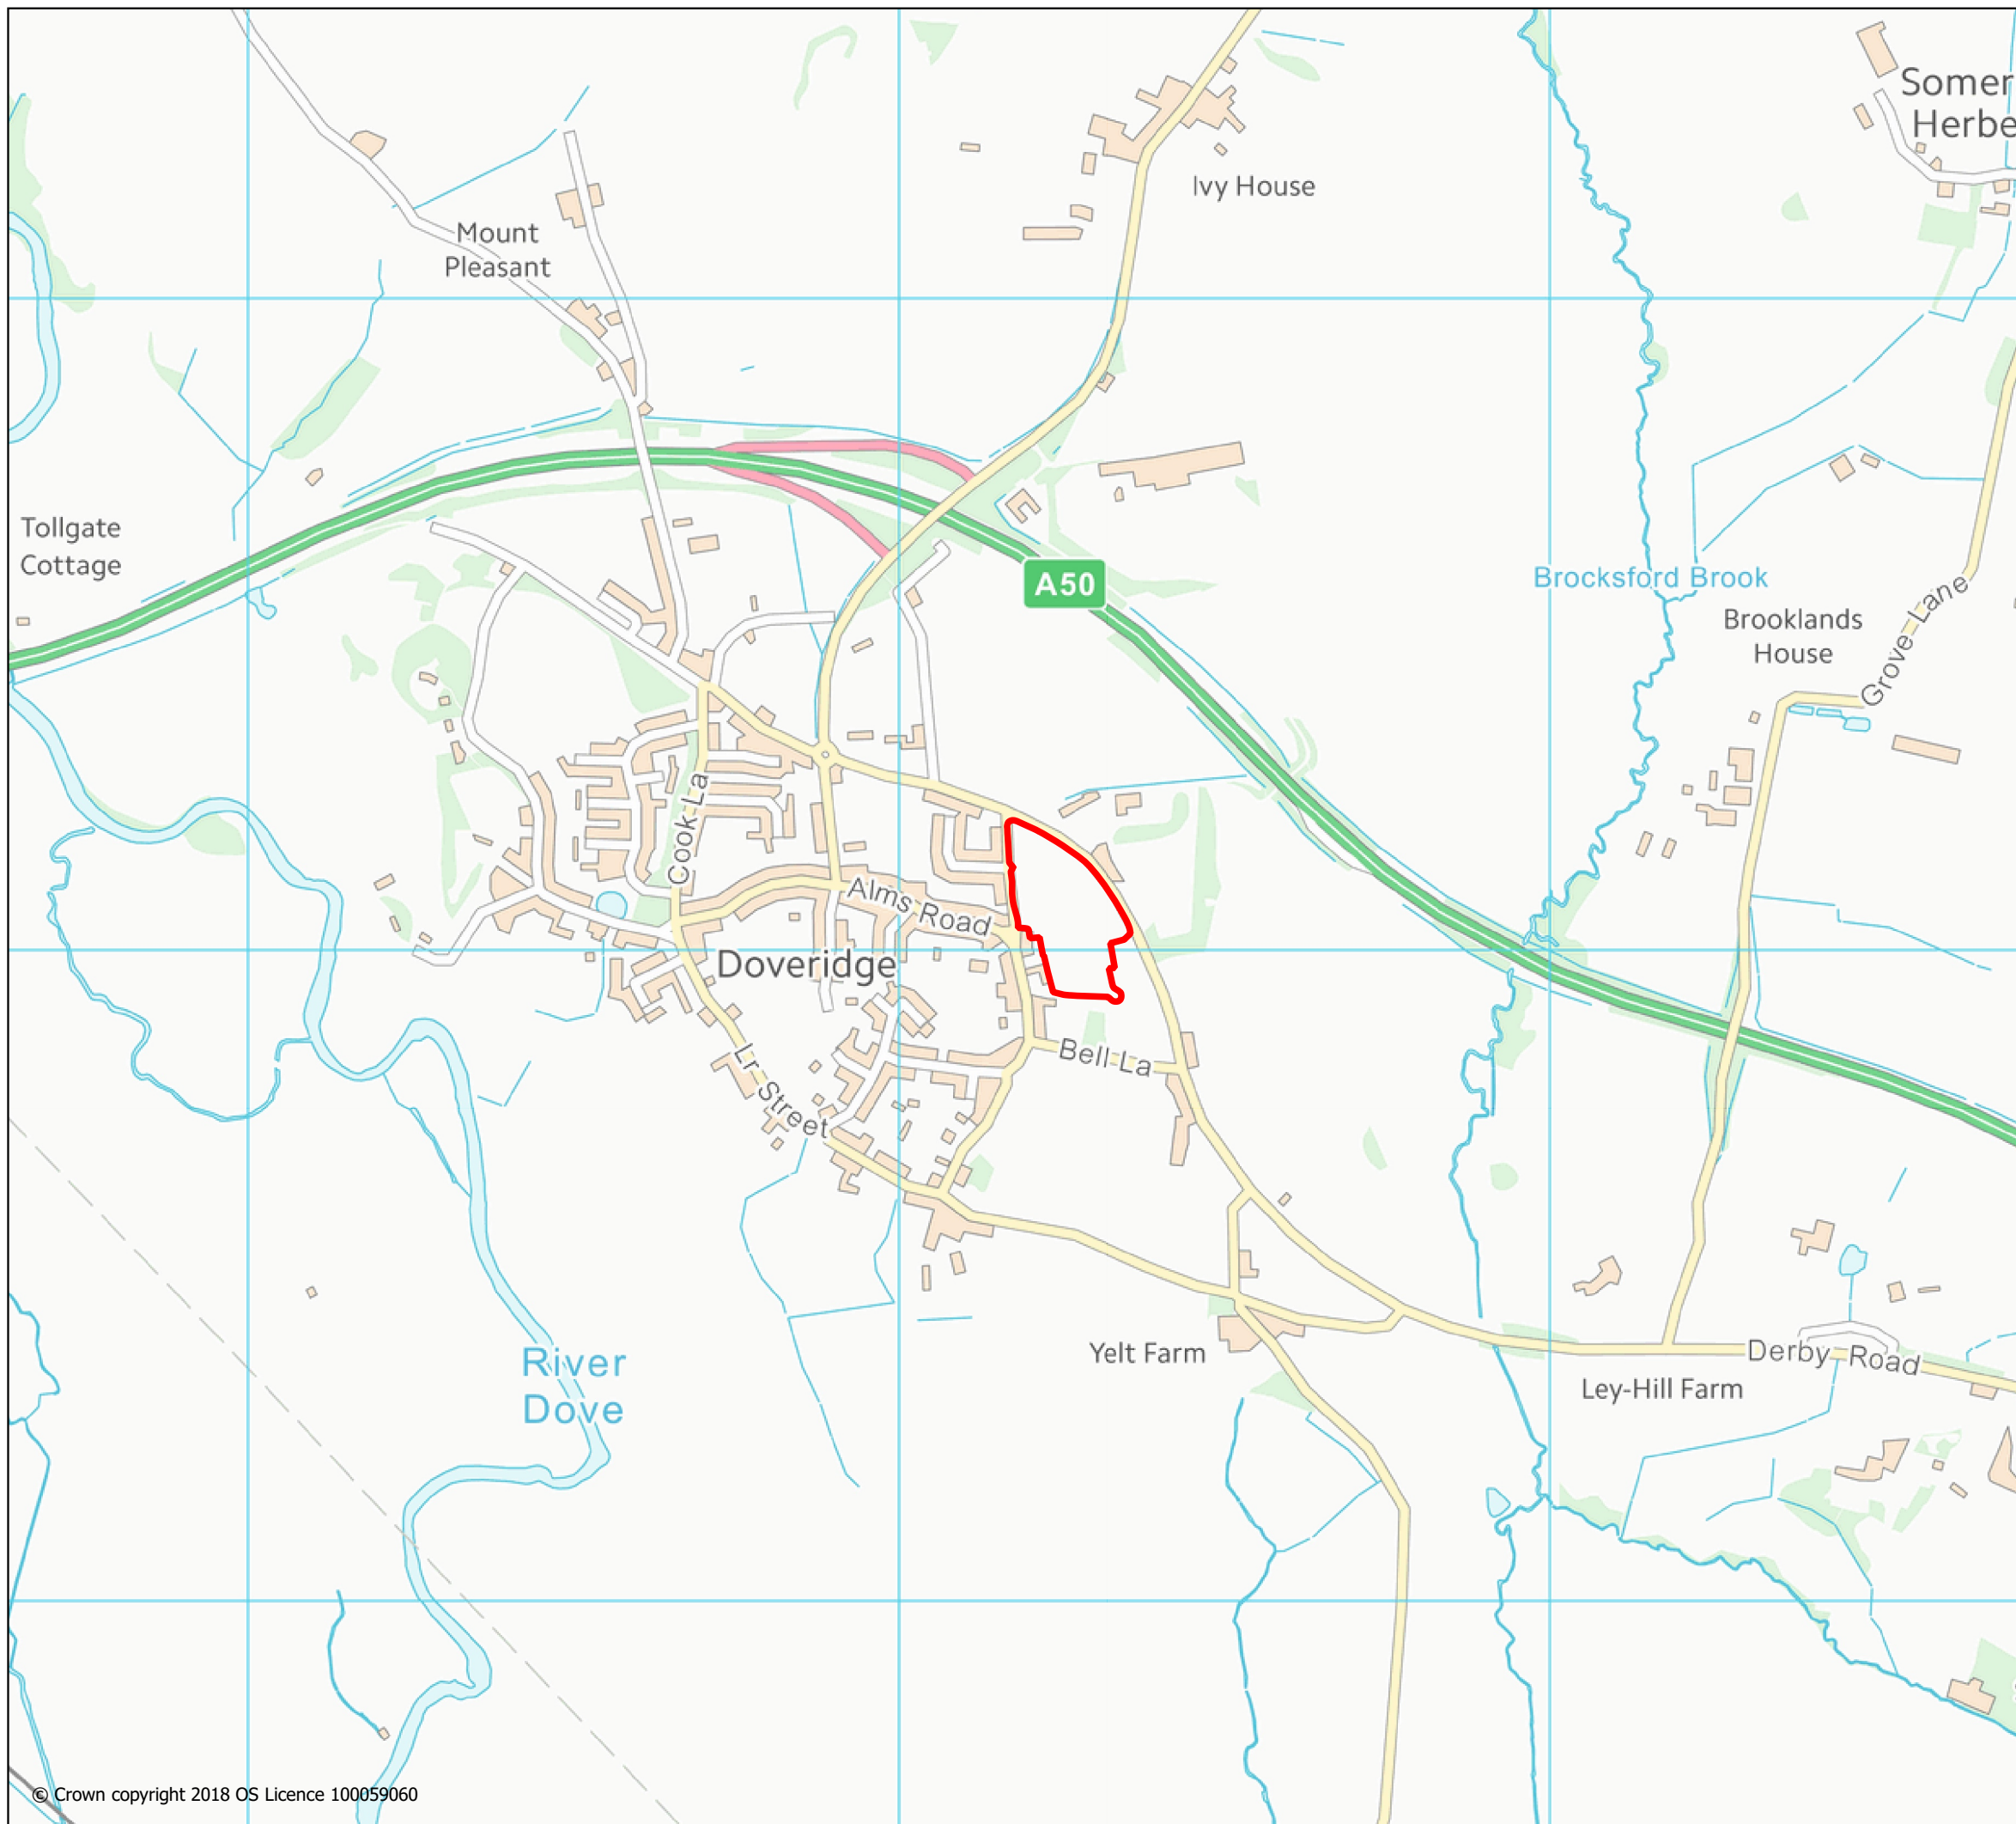 Somer
Herbe
Ivy House
Mount
Pleasant
Tollgate
Cottage
A50
Brocksford Brook
Brooklands
House
Grove Lane
Cook La
Alms Road
Doveridge
Bell La
Lr Street
River
Dove
Yelt Farm
Derby Road
Ley-Hill Farm
© Crown copyright 2018 OS Licence 100059060